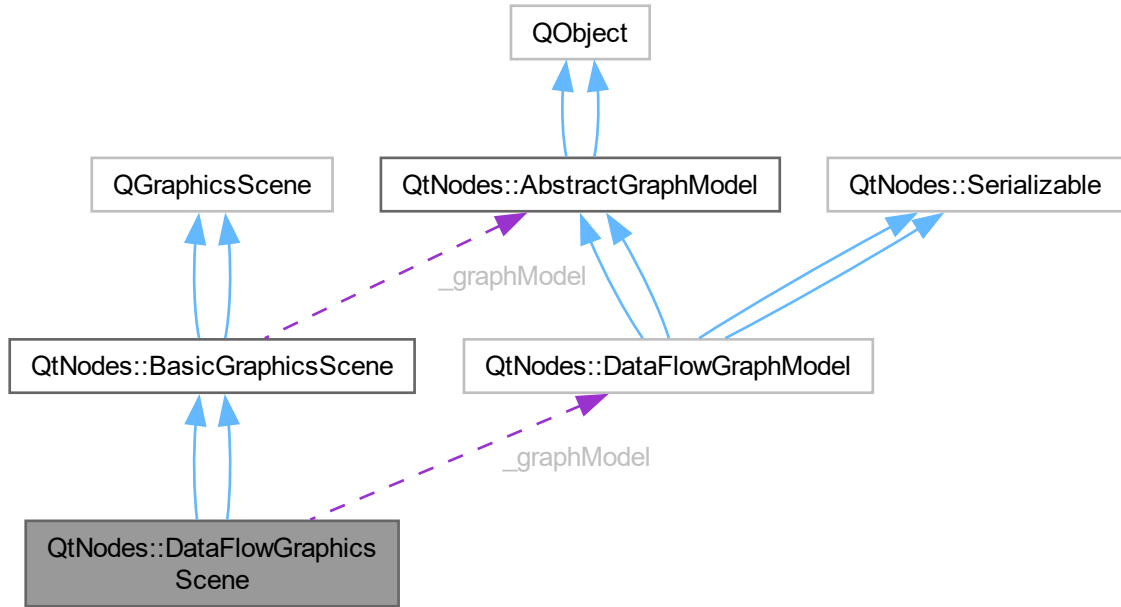 QObject
QGraphicsScene
QtNodes::AbstractGraphModel
QtNodes::Serializable
_graphModel
QtNodes::BasicGraphicsScene
QtNodes::DataFlowGraphModel
_graphModel
QtNodes::DataFlowGraphics
Scene